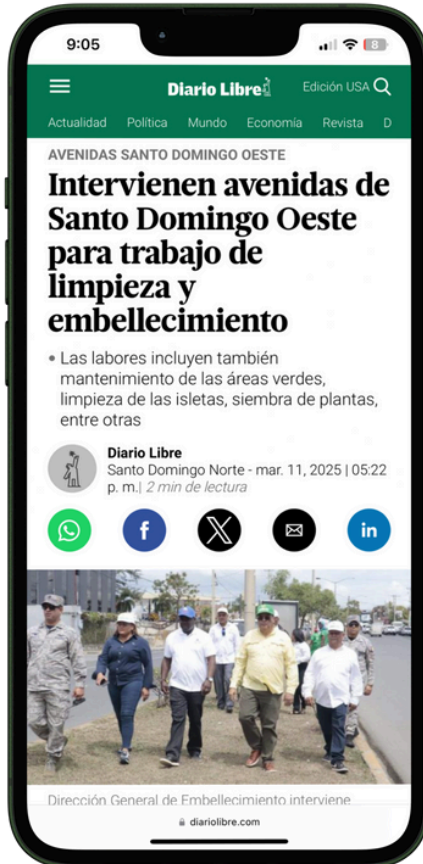 9:05
8
Diario Libre
Edición USA
Actualidad Política Mundo Economía Revista D
AVENIDAS SANTO DOMINGO OESTE
Intervienen avenidas de
Santo Domingo Oeste
para trabajo de
limpieza y
embellecimiento
• Las labores incluyen también
mantenimiento de las áreas verdes,
limpieza de las isletas, siembra de plantas,
entre otras
Diario Libre
Santo Domingo Norte - mar. 11, 2025 | 05:22
p. m.| 2 min de lectura
f
X
in
Dirección General de Embellecimiento interviene
diariolibre.com